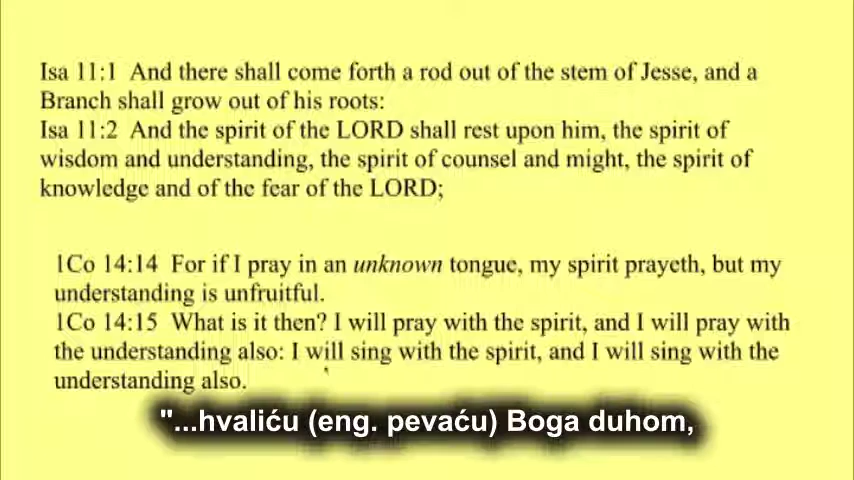 Isa 11:1  And there shall come forth a rod out of the stem of Jesse, and a
Branch shall grow out of his roots:
Isa 11:2  And the spirit of the LORD shall rest upon him, the spirit of
wisdom and understanding, the spirit of counsel and might, the spirit of
knowledge and of the fear of the LORD;
1Co 14:14  For if I pray in an unknown tongue, my spirit prayeth, but my
understanding is unfruitful.
1Co 14:15  What is it then? I will pray with the spirit, and I will pray with
the understanding also: I will sing with the spirit, and I will sing with the
understanding also.
"...hvaliću (eng. pevaću) Boga duhom,